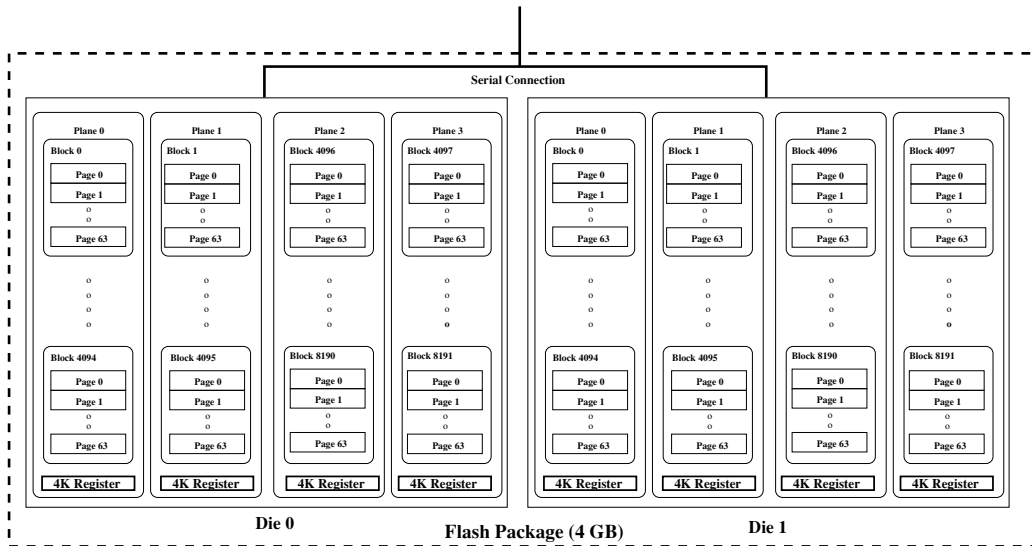 Serial Connection
Plane 0 Plane 1 Plane 2 Plane 3 Plane 0 Plane 1 Plane 2 Plane 3
Block 0 Block 1 Block 4096 Block 4097 Block 0 Block 1 Block 4096 Block 4097
Page 0 Page 0 Page 0 Page 0 Page 0 Page 0 Page 0 Page 0
Page 1 Page 1 Page 1 Page 1 Page 1 Page 1 Page 1 Page 1
Page 63 Page 63 Page 63 Page 63 Page 63 Page 63 Page 63 Page 63
Block 4094 Block 4095 Block 8190 Block 8191 Block 4094 Block 4095 Block 8190 Block 8191
Page 0 Page 0 Page 0 Page 0 Page 0 Page 0 Page 0 Page 0
Page 1 Page 1 Page 1 Page 1 Page 1 Page 1 Page 1 Page 1
Page 63 Page 63 Page 63 Page 63 Page 63 Page 63 Page 63 Page 63
4K Register 4K Register 4K Register 4K Register 4K Register 4K Register 4K Register 4K Register
Die 0 Die 1
Flash Package (4 GB)